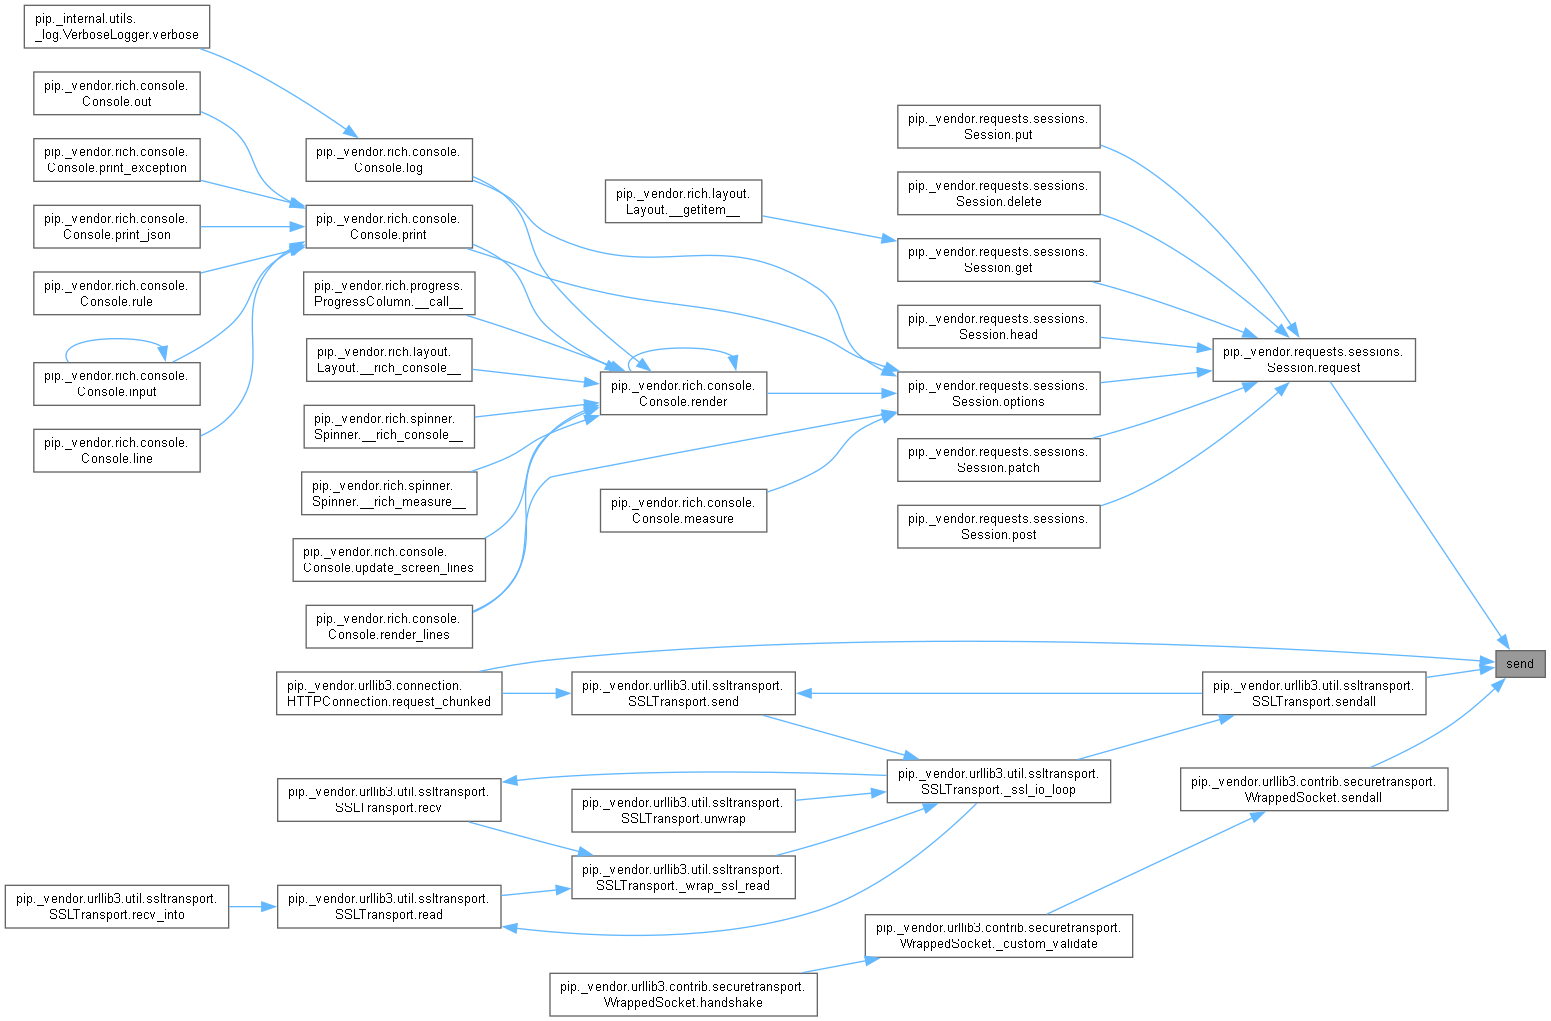 pip._internal.utils.
_log.VerboseLogger.verbose
pip._vendor.rich.console.
Console.out
pip._vendor.rich.console.
Console.print_exception
pip._vendor.rich.console.
Console.print_json
pip._vendor.rich.console.
Console.rule
pip._vendor.rich.console.
Console.input
pip._vendor.rich.console.
Console.line
pip._vendor.rich.console.
Console.log
pip._vendor.rich.console.
Console.print
pip._vendor.rich.progress.
ProgressColumn.__call__
pip._vendor.rich.layout.
Layout.__rich_console__
pip._vendor.rich.spinner.
Spinner.__rich_console__
pip._vendor.rich.spinner.
Spinner.__rich_measure__
pip._vendor.rich.console.
Console.update_screen_lines
pip._vendor.rich.console.
Console.render_lines
pip._vendor.rich.layout.
Layout.__getitem__
pip._vendor.rich.console.
Console.render
pip._vendor.rich.console.
Console.measure
pip._vendor.requests.sessions.
Session.put
pip._vendor.requests.sessions.
Session.delete
pip._vendor.requests.sessions.
Session.get
pip._vendor.requests.sessions.
Session.head
pip._vendor.requests.sessions.
Session.options
pip._vendor.requests.sessions.
Session.patch
pip._vendor.requests.sessions.
Session.post
pip._vendor.requests.sessions.
Session.request
send
pip._vendor.urllib3.connection.
HTTPConnection.request_chunked
pip._vendor.urllib3.util.ssltransport.
SSLTransport.send
pip._vendor.urllib3.util.ssltransport.
SSLTransport.sendall
pip._vendor.urllib3.util.ssltransport.
SSLTransport.recv
pip._vendor.urllib3.util.ssltransport.
SSLTransport.unwrap
pip._vendor.urllib3.util.ssltransport.
SSLTransport._ssl_io_loop
pip._vendor.urllib3.contrib.securetransport.
WrappedSocket.sendall
pip._vendor.urllib3.util.ssltransport.
SSLTransport._wrap_ssl_read
pip._vendor.urllib3.util.ssltransport.
SSLTransport.recv_into
pip._vendor.urllib3.util.ssltransport.
SSLTransport.read
pip._vendor.urllib3.contrib.securetransport.
WrappedSocket._custom_validate
pip._vendor.urllib3.contrib.securetransport.
WrappedSocket.handshake